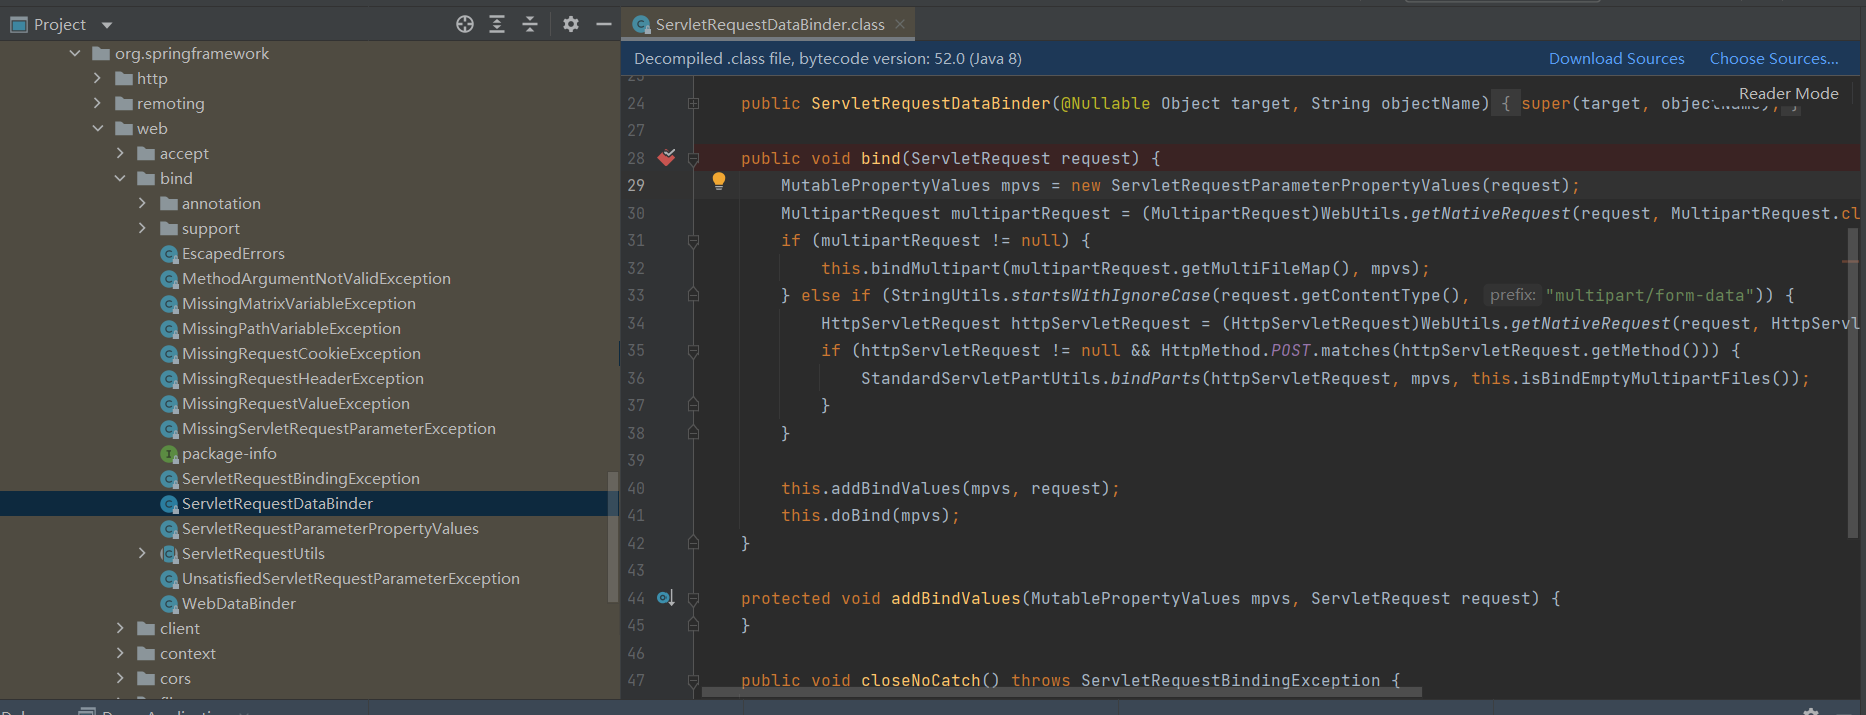 Project
org.springframework
http
remoting
web
accept
bind
annotation
support
EscapedErrors
MethodArgumentNotValidException
MissingMatrixVariableException
MissingPathVariableException
MissingRequestCookieException
MissingRequestHeaderException
MissingRequestValueException
MissingServletRequestParameterException
package-info
ServletRequestBindingException
ServletRequestDataBinder
ServletRequestParameterPropertyValues
ServletRequestUtils
UnsatisfiedServletRequestParameterException
WebDataBinder
client
context
cors
ServletRequestDataBinder.class
Decompiled .class file, bytecode version: 52.0 (Java 8) Download Sources Choose Sources...
Reader Mode
24 public ServletRequestDataBinder(@Nullable Object target, String objectName) { super(target, objectName); }
27
28 public void bind(ServletRequest request) {
29 MutablePropertyValues mpvs = new ServletRequestParameterPropertyValues(request);
30 MultipartRequest multipartRequest = (MultipartRequest)WebUtils.getNativeRequest(request, MultipartRequest.cl
31 if (multipartRequest != null) {
32 this.bindMultipart(multipartRequest.getMultiFileMap(), mpvs);
33 } else if (StringUtils.startsWithIgnoreCase(request.getContentType(), prefix: "multipart/form-data")) {
34 HttpServletRequest httpServletRequest = (HttpServletRequest)WebUtils.getNativeRequest(request, HttpServl
35 if (httpServletRequest != null && HttpMethod.POST.matches(httpServletRequest.getMethod())) {
36 StandardServletPartUtils.bindParts(httpServletRequest, mpvs, this.isBindEmptyMultipartFiles());
37 }
38 }
39
40 this.addBindValues(mpvs, request);
41 this.doBind(mpvs);
42 }
43
44 protected void addBindValues(MutablePropertyValues mpvs, ServletRequest request) {
45 }
46
47 public void closeNoCatch() throws ServletRequestBindingException {